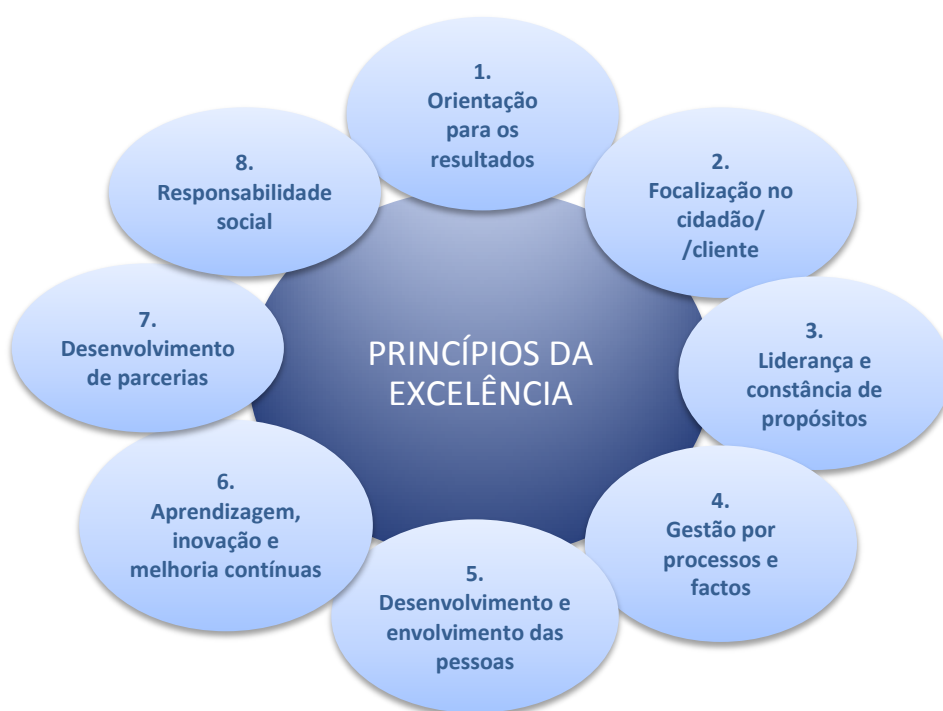 1.
Orientação
para os
resultados
2.
Focalização no
cidadão/
/cliente
3.
Liderança e
constância de
propósitos
4.
Gestão por
processos e
factos
5.
Desenvolvimento e
envolvimento das
pessoas
6.
Aprendizagem,
inovação e
melhoria contínuas
7.
Desenvolvimento
de parcerias
8.
Responsabilidade
social
PRINCÍPIOS DA
EXCELÊNCIA